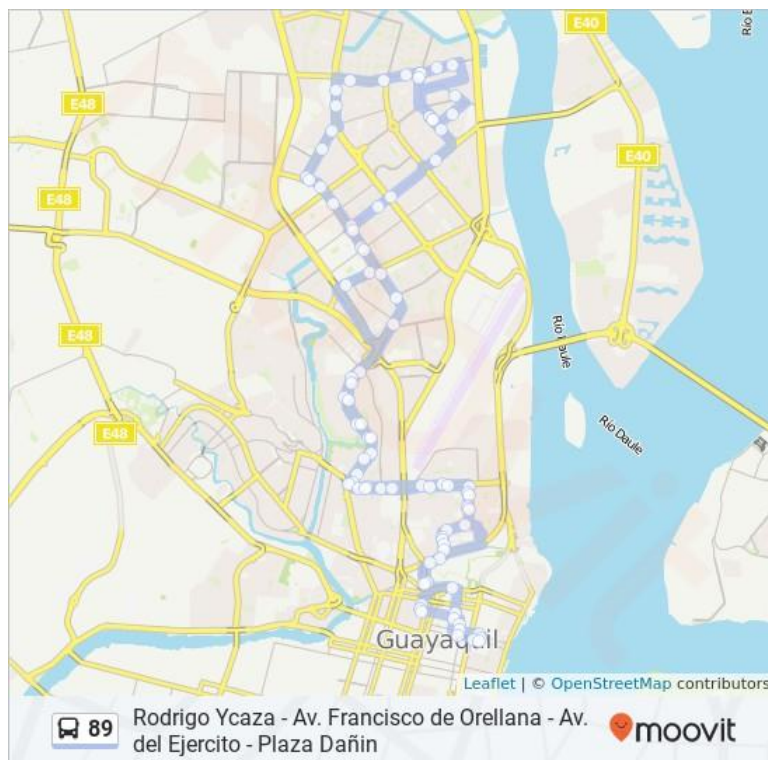 E40
Río
E48
E40
E48
E48
Río Daule
Río Daule
E48
Guayaquil
Leaflet | © OpenStreetMap contributors
89
Rodrigo Ycaza - Av. Francisco de Orellana - Av.
del Ejercito - Plaza Dañin
moovit